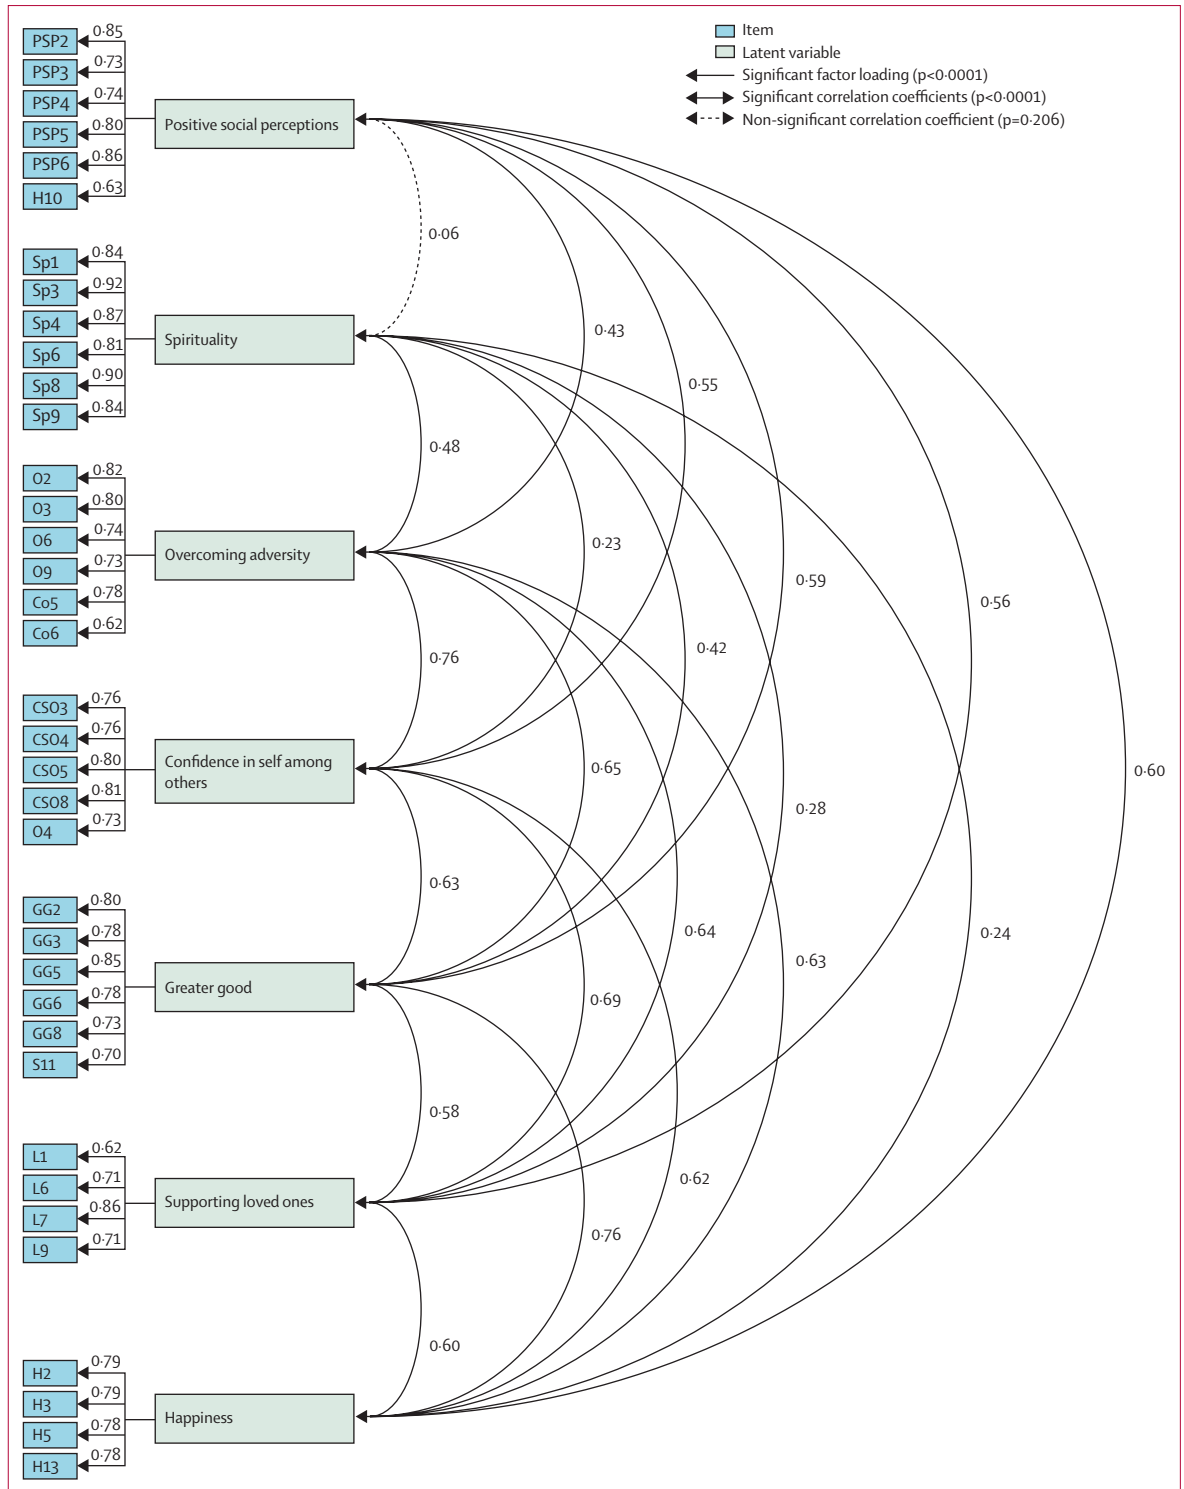 Item
Latent variable
Significant factor loading (p<0·0001)
Significant correlation coefficients (p<0·0001)
Non-significant correlation coefficient (p=0·206)
PSP2 0·85
PSP3 0·73
PSP4 0·74
PSP5 0·80
PSP6 0·86
H10 0·63
Positive social perceptions
Sp1 0·84
Sp3 0·92
Sp4 0·87
Sp6 0·81
Sp8 0·90
Sp9 0·84
Spirituality
O2 0·82
O3 0·80
O6 0·74
O9 0·73
Co5 0·78
Co6 0·62
Overcoming adversity
CSO3 0·76
CSO4 0·76
CSO5 0·80
CSO8 0·81
O4 0·73
Confidence in self among
others
GG2 0·80
GG3 0·78
GG5 0·85
GG6 0·78
GG8 0·73
S11 0·70
Greater good
L1 0·62
L6 0·71
L7 0·86
L9 0·71
Supporting loved ones
H2 0·79
H3 0·79
H5 0·78
H13 0·78
Happiness
0·06
0·43
0·55
0·48
0·23
0·59
0·56
0·42
0·76
0·65
0·60
0·28
0·63
0·64
0·24
0·63
0·69
0·58
0·62
0·76
0·60